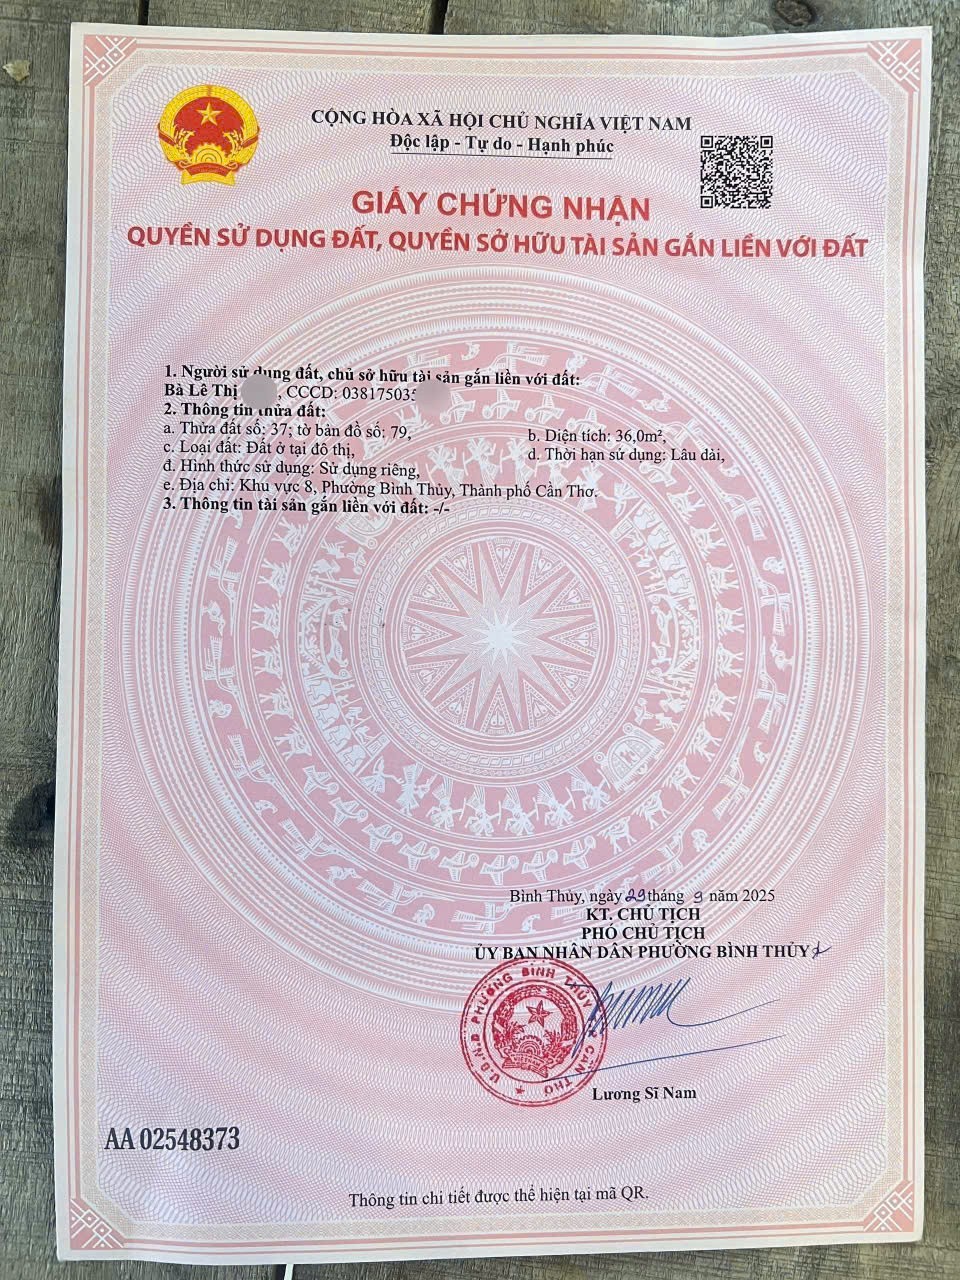 CỘNG HÒA XÃ HỘI CHỦ NGHĨA VIỆT NAM
Độc lập - Tự do - Hạnh phúc
GIẤY CHỨNG NHẬN
QUYỀN SỬ DỤNG ĐẤT, QUYỀN SỞ HỮU TÀI SẢN GẮN LIỀN VỚI ĐẤT
1. Người sử dụng đất, chủ sở hữu tài sản gắn liền với đất:
Bà Lê Thị , CCCD: 038175035
2. Thông tin thửa đất:
a. Thửa đất số: 37; tờ bản đồ số: 79,
b. Diện tích: 36,0m²,
c. Loại đất: Đất ở tại đô thị,
d. Thời hạn sử dụng: Lâu dài,
đ. Hình thức sử dụng: Sử dụng riêng,
e. Địa chỉ: Khu vực 8, Phường Bình Thủy, Thành phố Cần Thơ.
3. Thông tin tài sản gắn liền với đất: -/-
Bình Thủy, ngày 29 tháng 9 năm 2025
KT. CHỦ TỊCH
PHÓ CHỦ TỊCH
ỦY BAN NHÂN DÂN PHƯỜNG BÌNH THỦY
U.B.N.D PHƯỜNG BÌNH THỦY
CẦN THƠ
Lương Sĩ Nam
AA 02548373
Thông tin chi tiết được thể hiện tại mã QR.